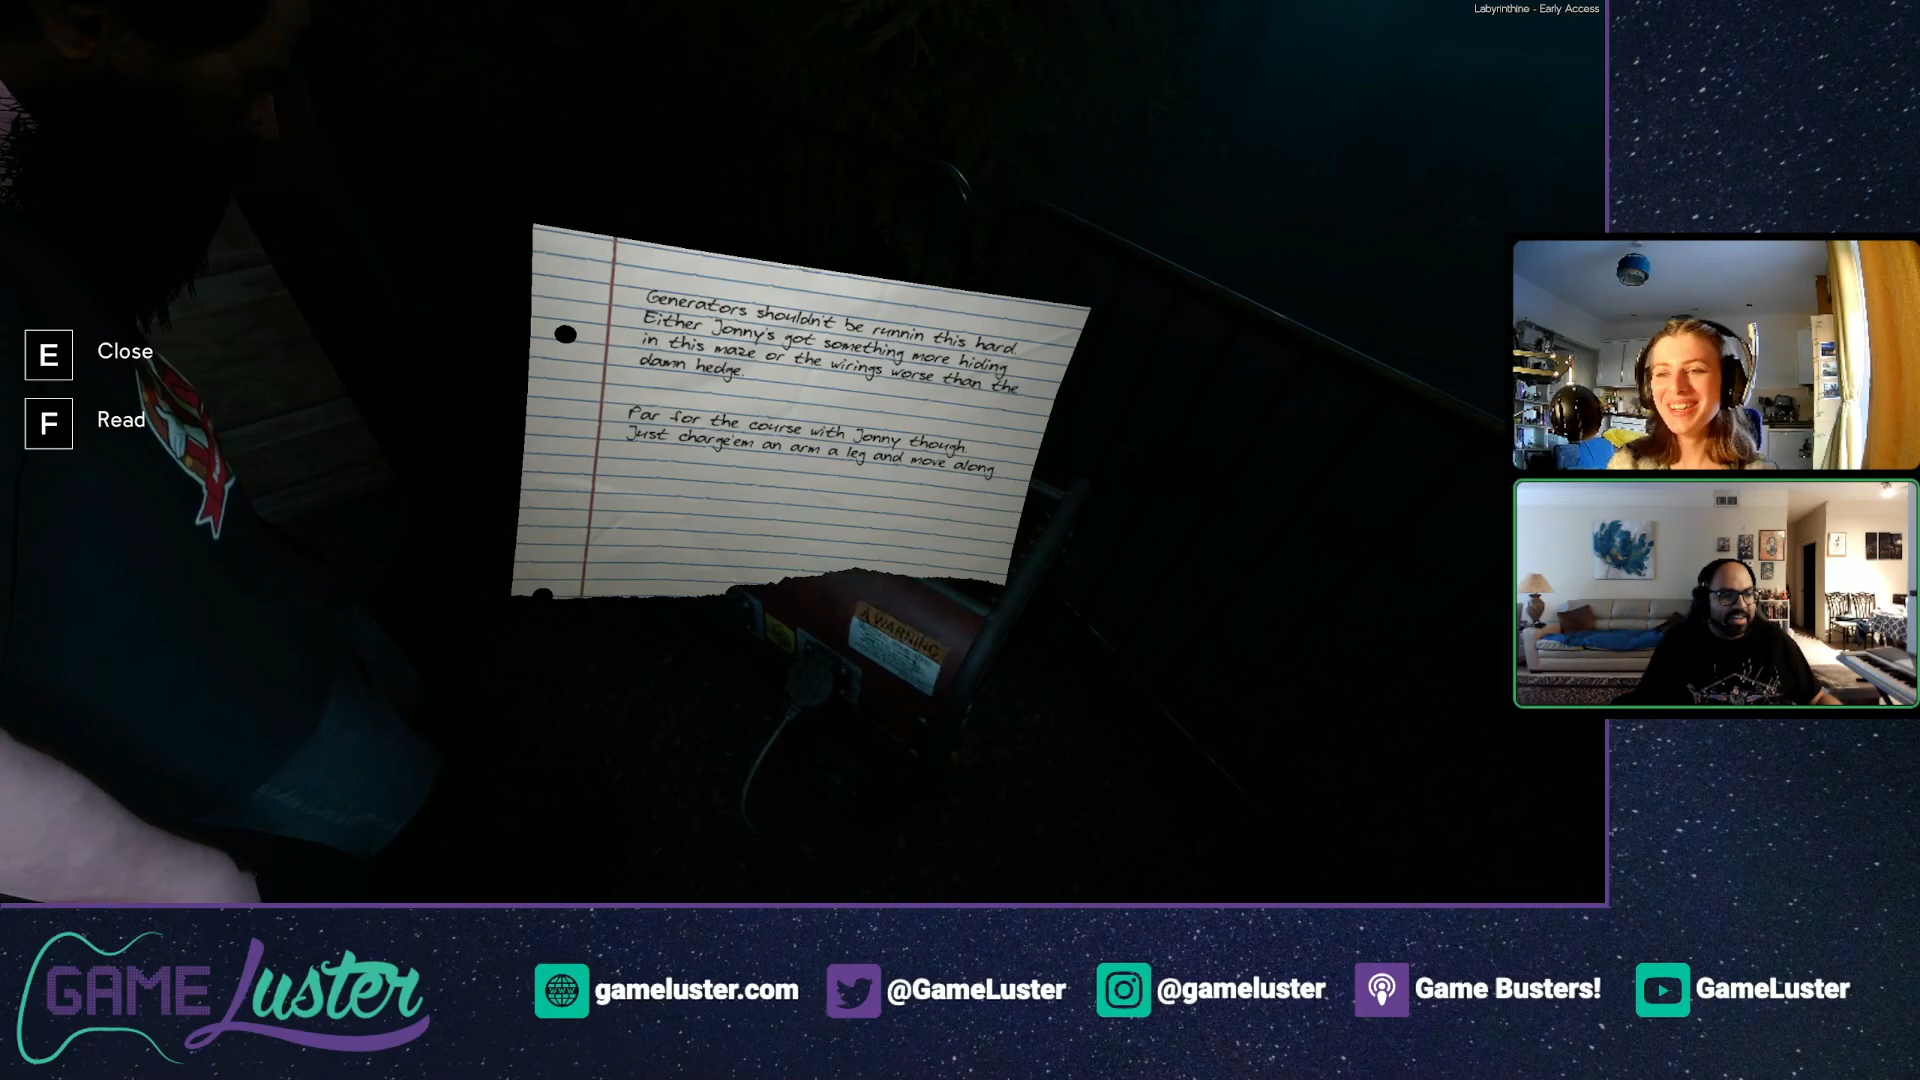 Labyrinthine - Early Access
E Close
F Read
Generators shouldn't be runnin this hard.
Either Jonny's got something more hiding
in this maze or the wirings worse than the
damn hedge.
Par for the course with Jonny though.
Just charge'em an arm a leg and move along
WARNING
GAME Luster
gameluster.com
@GameLuster
@gameluster
Game Busters!
GameLuster